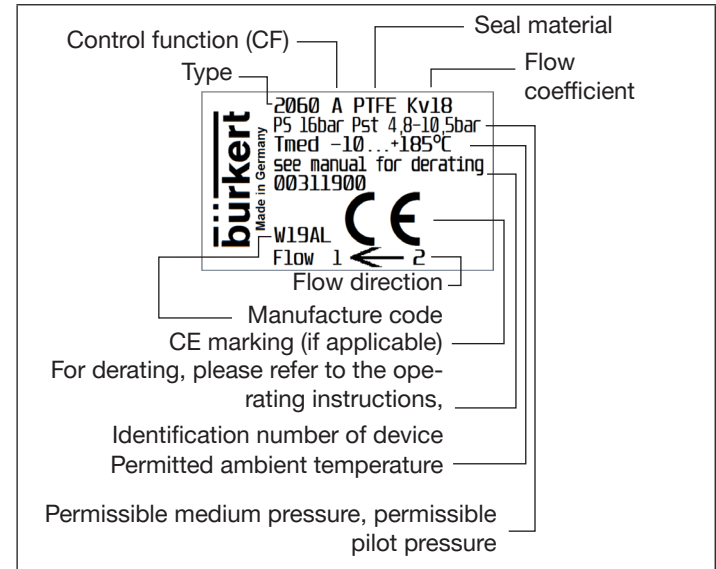 Control function (CF)
Seal material
Type
Flow
coefficient
2060 A PTFE Kv18
PS 16bar Pst 4,8-10,5bar
Tmed -10...+185°C
see manual for derating
00311900
bürkert
Made in Germany
CE
W19AL
Flow 1 ← 2
Flow direction
Manufacture code
CE marking (if applicable)
For derating, please refer to the ope-
rating instructions,
Identification number of device
Permitted ambient temperature
Permissible medium pressure, permissible
pilot pressure